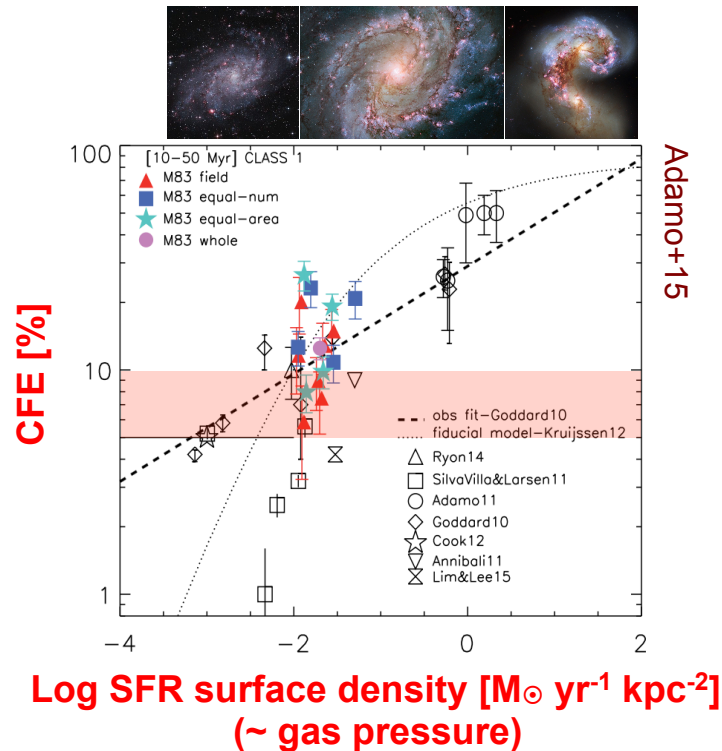 100
[10-50 Myr] CLASS 1
M83 field
M83 equal-num
M83 equal-area
M83 whole
Adamo+15
CFE [%]
10
obs fit-Goddard10
fiducial model-Kruijssen12
Ryon14
SilvaVilla&Larsen11
Adamo11
Goddard10
Cook12
Annibali11
Lim&Lee15
1
-4 -2 0 2
Log SFR surface density [M⊙ yr⁻¹ kpc⁻²]
(~ gas pressure)